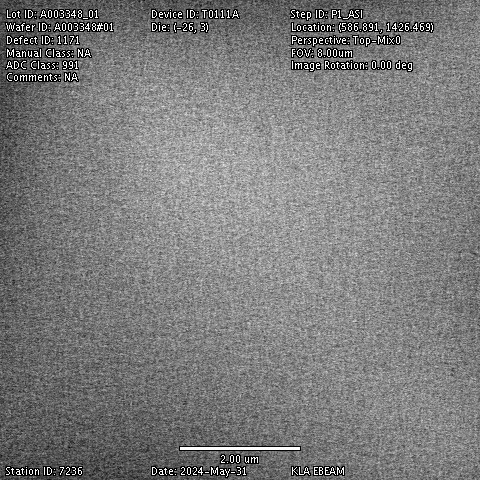 Lot ID: A003348_01
Device ID: T0111A
Step ID: P1_ASI
Wafer ID: A003348#01
Die: (-26, 3)
Location: (586.891, 1426.469)
Defect ID: 1171
Perspective: Top-Mix0
Manual Class: NA
FOV: 8.00um
ADC Class: 991
Image Rotation: 0.00 deg
Comments: NA
2.00 um
Station ID: 7236
Date: 2024-May-31
KLA EBEAM